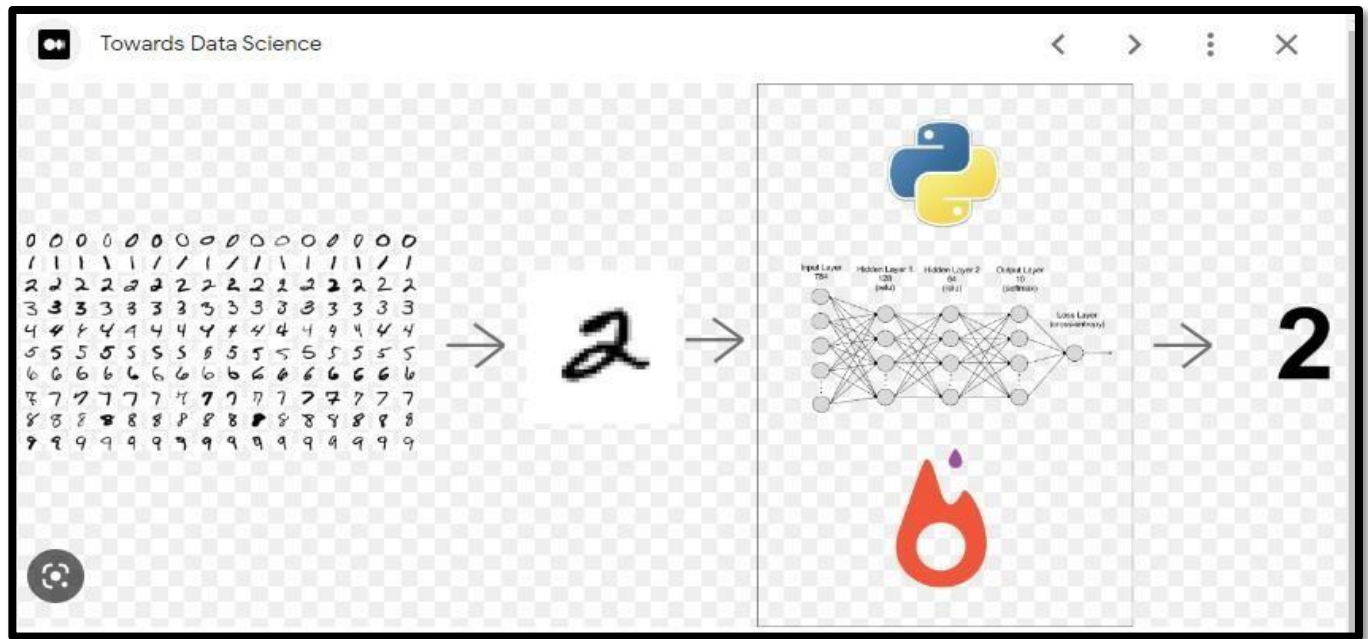 Towards Data Science
0 0 0 0 0 0 0 0 0 0 0 0 0 0 0 0
1 1 1 1 1 1 1 1 1 1 1 1 1 1 1 1
2 2 2 2 2 2 2 2 2 2 2 2 2 2 2 2
3 3 3 3 3 3 3 3 3 3 3 3 3 3 3 3
4 4 4 4 4 4 4 4 4 4 4 4 9 4 4 4
5 5 5 5 5 5 5 5 5 5 5 5 5 5 5 5
6 6 6 6 6 6 6 6 6 6 6 6 6 6 6 6
7 7 7 7 7 7 7 7 7 7 7 7 7 7 7 7
8 8 8 8 8 8 8 8 8 8 8 8 8 8 8 8
9 9 9 9 9 9 9 9 9 9 9 9 9 9 9 9
2
Input Layer
784
Hidden Layer 1
128
(relu)
Hidden Layer 2
64
(relu)
Output Layer
10
(softmax)
Loss Layer
(cross-entropy)
2